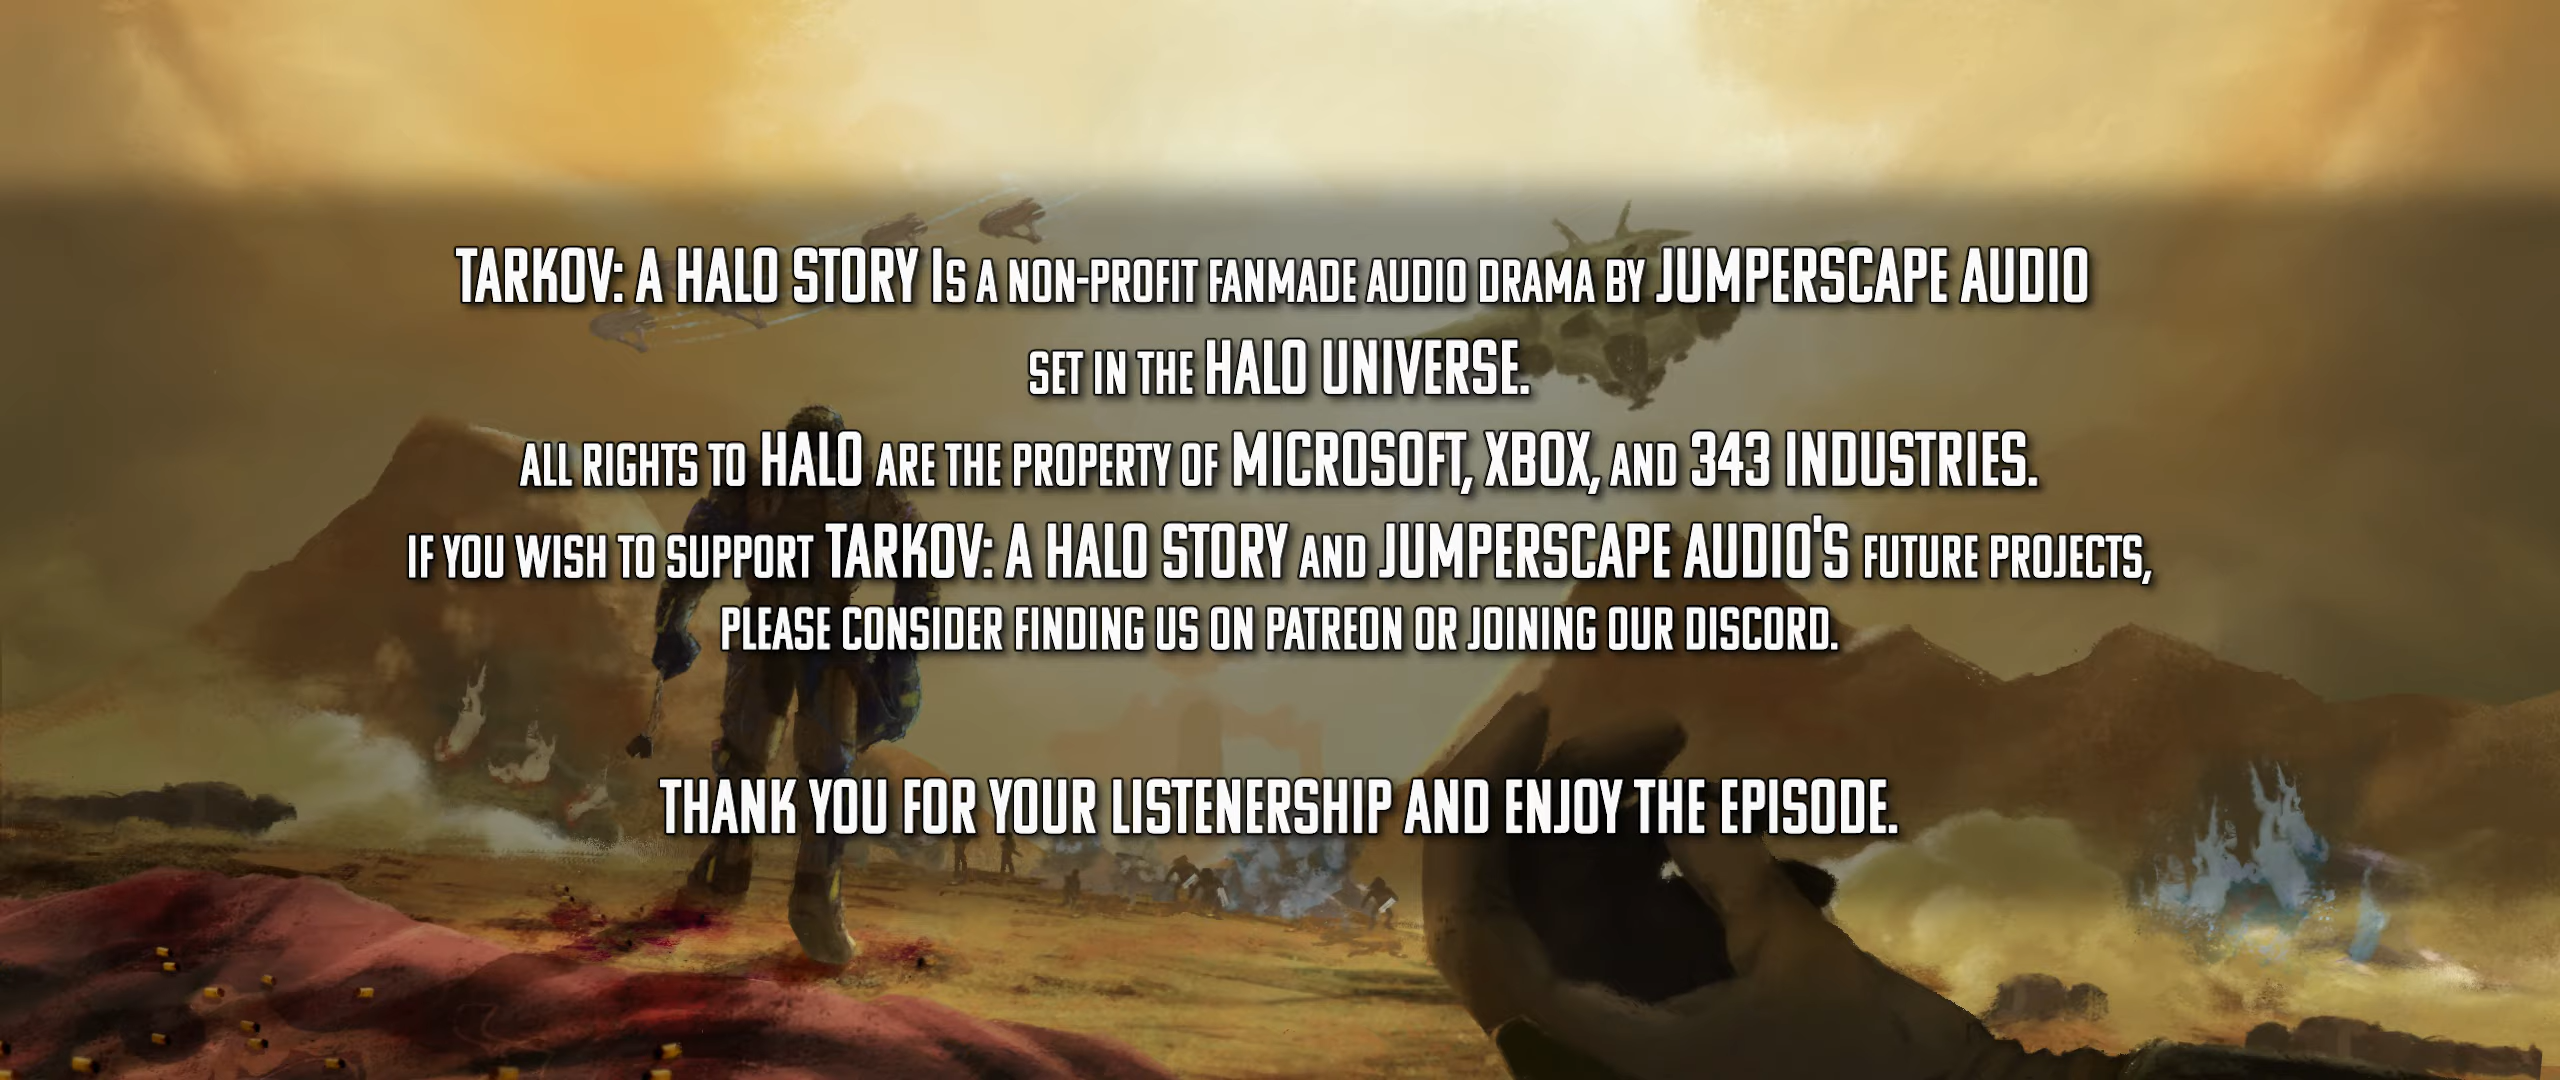 TARKOV: A HALO STORY IS A NON-PROFIT FANMADE AUDIO DRAMA BY JUMPERSCAPE AUDIO
SET IN THE HALO UNIVERSE.
ALL RIGHTS TO HALO ARE THE PROPERTY OF MICROSOFT, XBOX, AND 343 INDUSTRIES.
IF YOU WISH TO SUPPORT TARKOV: A HALO STORY AND JUMPERSCAPE AUDIO'S FUTURE PROJECTS,
PLEASE CONSIDER FINDING US ON PATREON OR JOINING OUR DISCORD.
THANK YOU FOR YOUR LISTENERSHIP AND ENJOY THE EPISODE.